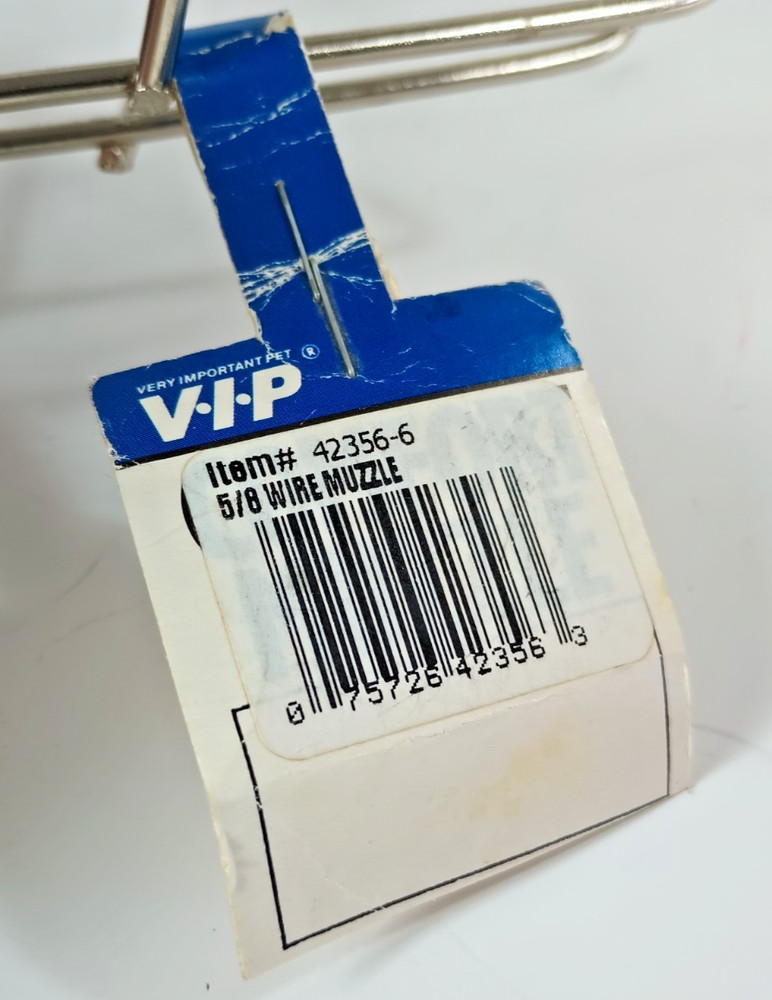 VERY IMPORTANT PET ®
V·I·P
Item# 42356-6
5/8 WIRE MUZZLE
0 75726 42356 3